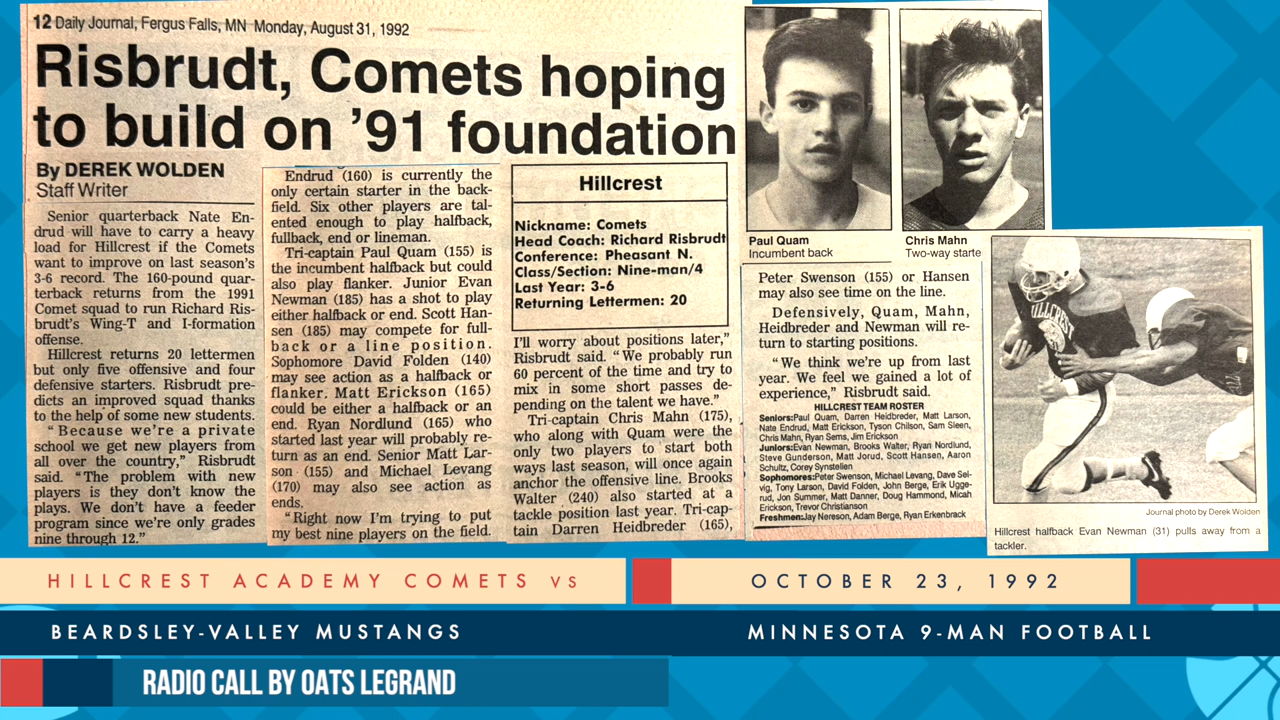 12 Daily Journal, Fergus Falls, MN Monday, August 31, 1992
Risbrudt, Comets hoping
to build on ’91 foundation
By DEREK WOLDEN
Staff Writer
Senior quarterback Nate En-
drud will have to carry a heavy
load for Hillcrest if the Comets
want to improve on last season’s
3-6 record. The 160-pound quar-
terback returns from the 1991
Comet squad to run Richard Ris-
brudt’s Wing-T and I-formation
offense.
Hillcrest returns 20 lettermen
but only five offensive and four
defensive starters. Risbrudt pre-
dicts an improved squad thanks
to the help of some new students.
“Because we’re a private
school we get new players from
all over the country,” Risbrudt
said. “The problem with new
players is they don’t know the
plays. We don’t have a feeder
program since we’re only grades
nine through 12.”
Endrud (160) is currently the
only certain starter in the back-
field. Six other players are tal-
ented enough to play halfback,
fullback, end or lineman.
Tri-captain Paul Quam (155) is
the incumbent halfback but could
also play flanker. Junior Evan
Newman (185) has a shot to play
either halfback or end. Scott Han-
sen (185) may compete for full-
back or a line position.
Sophomore David Folden (140)
may see action as a halfback or
flanker. Matt Erickson (165)
could be either a halfback or an
end. Ryan Nordlund (165) who
started last year will probably re-
turn as an end. Senior Matt Lar-
son (155) and Michael Levang
(170) may also see action as
ends.
“Right now I’m trying to put
my best nine players on the field.
Hillcrest
Nickname: Comets
Head Coach: Richard Risbrudt
Conference: Pheasant N.
Class/Section: Nine-man/4
Last Year: 3-6
Returning Lettermen: 20
I’ll worry about positions later,”
Risbrudt said. “We probably run
60 percent of the time and try to
mix in some short passes de-
pending on the talent we have.”
Tri-captain Chris Mahn (175),
who along with Quam were the
only two players to start both
ways last season, will once again
anchor the offensive line. Brooks
Walter (240) also started at a
tackle position last year. Tri-cap-
tain Darren Heidbreder (165),
Paul Quam
Incumbent back
Chris Mahn
Two-way starte
Peter Swenson (155) or Hansen
may also see time on the line.
Defensively, Quam, Mahn,
Heidbreder and Newman will re-
turn to starting positions.
“We think we’re up from last
year. We feel we gained a lot of
experience,” Risbrudt said.
HILLCREST TEAM ROSTER
Seniors:Paul Quam, Darren Heidbreder, Matt Larson,
Nate Endrud, Matt Erickson, Tyson Chilson, Sam Sleen,
Chris Mahn, Ryan Sems, Jim Erickson
Juniors:Evan Newman, Brooks Walter, Ryan Nordlund,
Steve Gunderson, Matt Jorud, Scott Hansen, Aaron
Schultz, Corey Synstelien
Sophomores:Peter Swenson, Michael Levang, Dave Sel-
vig, Tony Larson, David Folden, John Berge, Erik Ugge-
rud, Jon Summer, Matt Danner, Doug Hammond, Micah
Erickson, Trevor Christianson
Freshmen:Jay Nereson, Adam Berge, Ryan Erkenbrack
HILLCREST
Journal photo by Derek Wolden
Hillcrest halfback Evan Newman (31) pulls away from a
tackler.
HILLCREST ACADEMY COMETS VS
OCTOBER 23, 1992
BEARDSLEY-VALLEY MUSTANGS
MINNESOTA 9-MAN FOOTBALL
RADIO CALL BY OATS LEGRAND